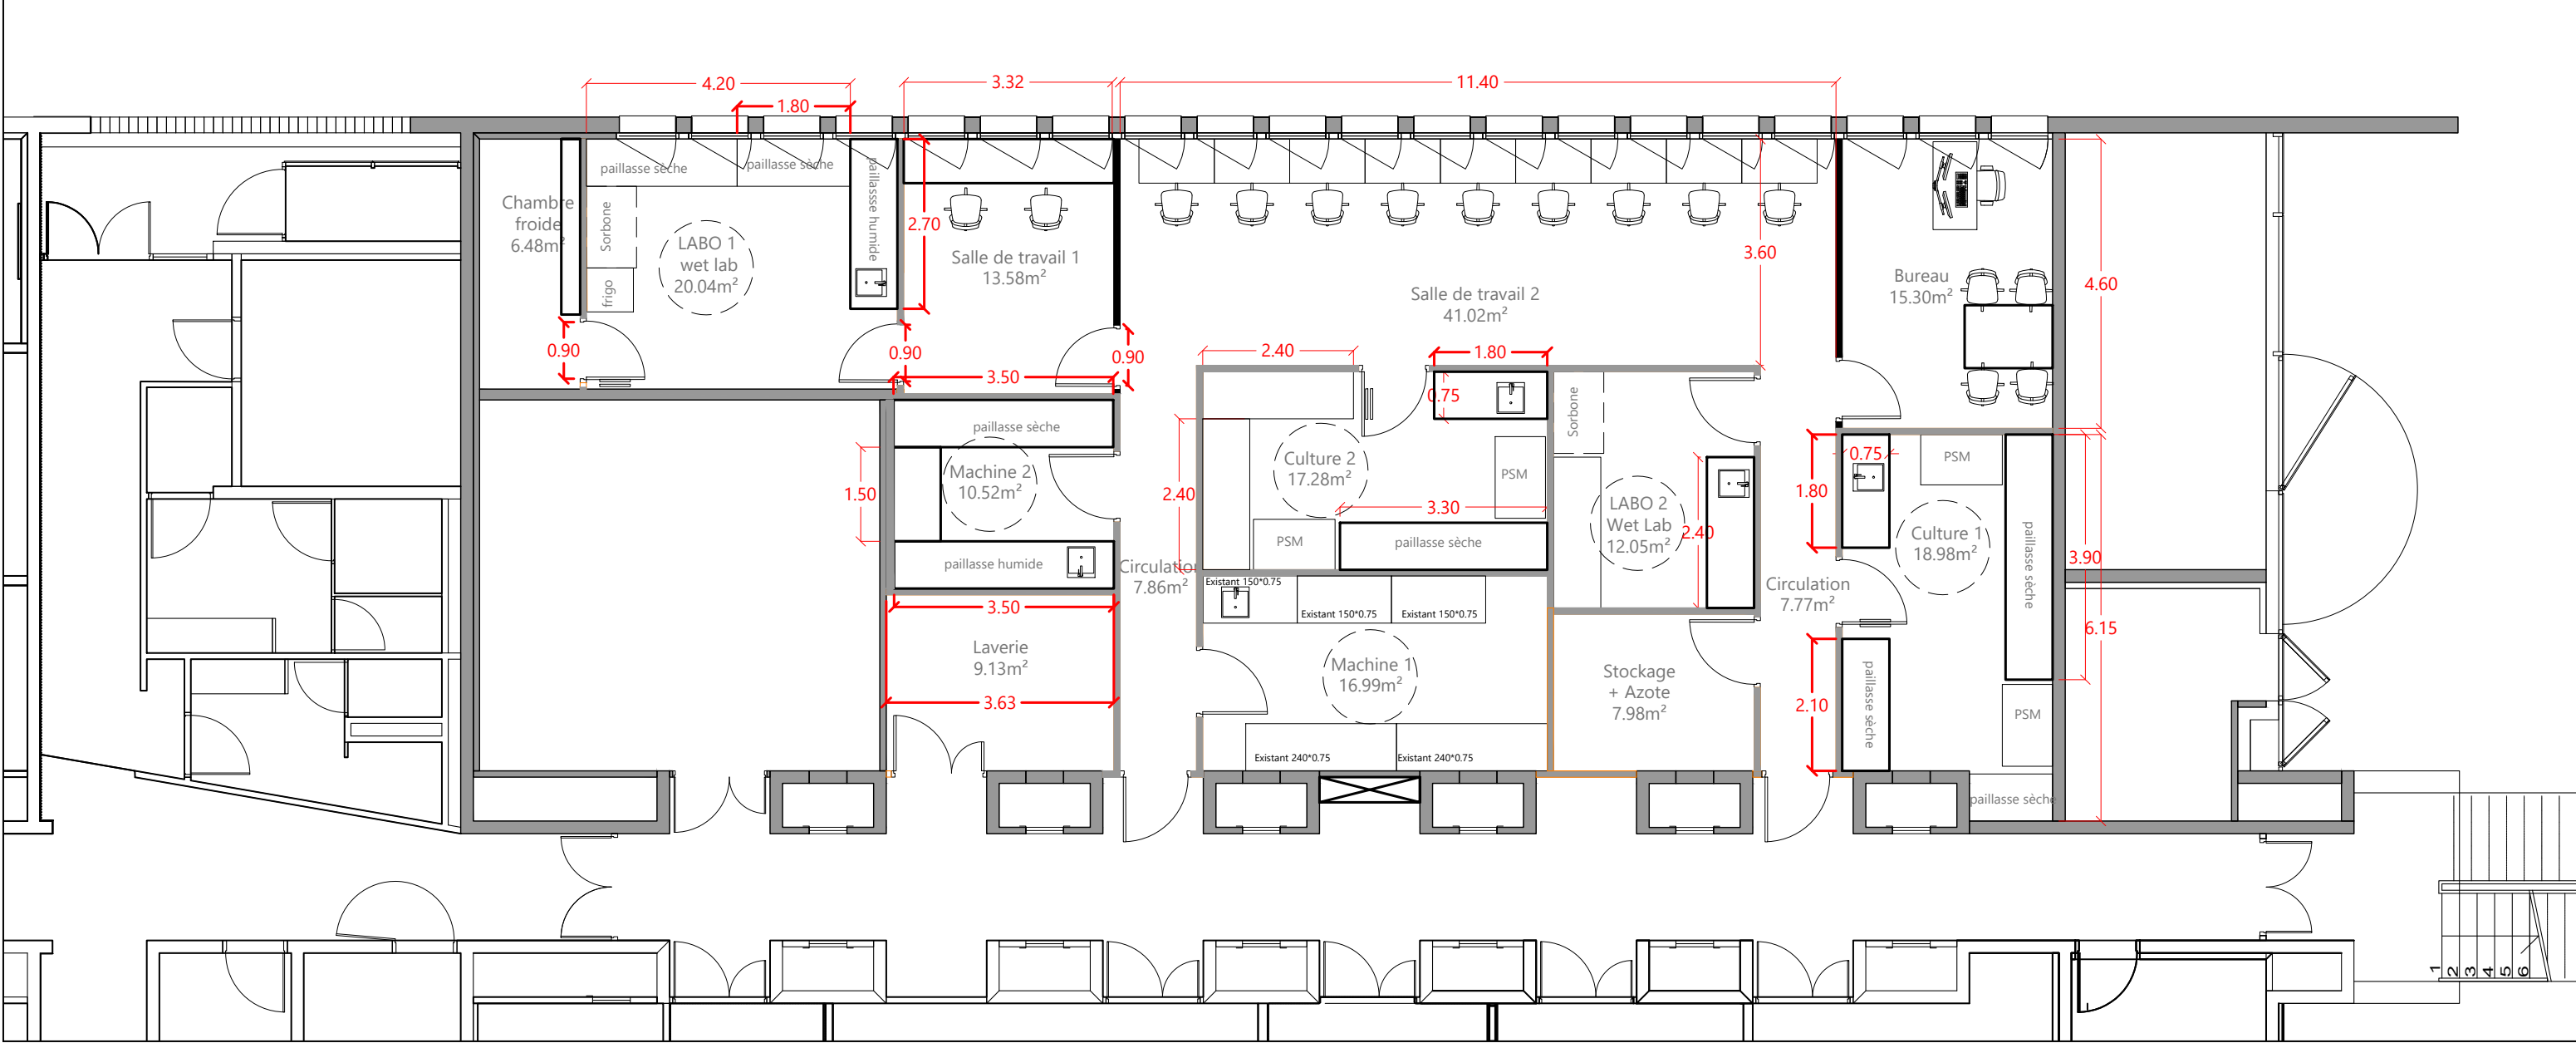 4.20
3.32
11.40
1.80
paillasse sèche
paillasse sèche
paillasse humide
Chambre
froide
6.48m²
Sorbone
frigo
LABO 1
wet lab
20.04m²
2.70
Salle de travail 1
13.58m²
Salle de travail 2
41.02m²
3.60
Bureau
15.30m²
4.60
0.90
0.90
0.90
3.50
2.40
1.80
0.75
paillasse sèche
Machine 2
10.52m²
1.50
paillasse humide
3.50
Laverie
9.13m²
3.63
Circulation
7.86m²
2.40
Culture 2
17.28m²
PSM
3.30
PSM
paillasse sèche
Existant 150*0.75
Existant 150*0.75
Existant 150*0.75
Machine 1
16.99m²
Existant 240*0.75
Existant 240*0.75
Sorbone
LABO 2
Wet Lab
12.05m²
2.40
Stockage
+ Azote
7.98m²
Circulation
7.77m²
1.80
0.75
PSM
Culture 1
18.98m²
paillasse sèche
3.90
6.15
2.10
paillasse sèche
PSM
paillasse sèche
1
2
3
4
5
6